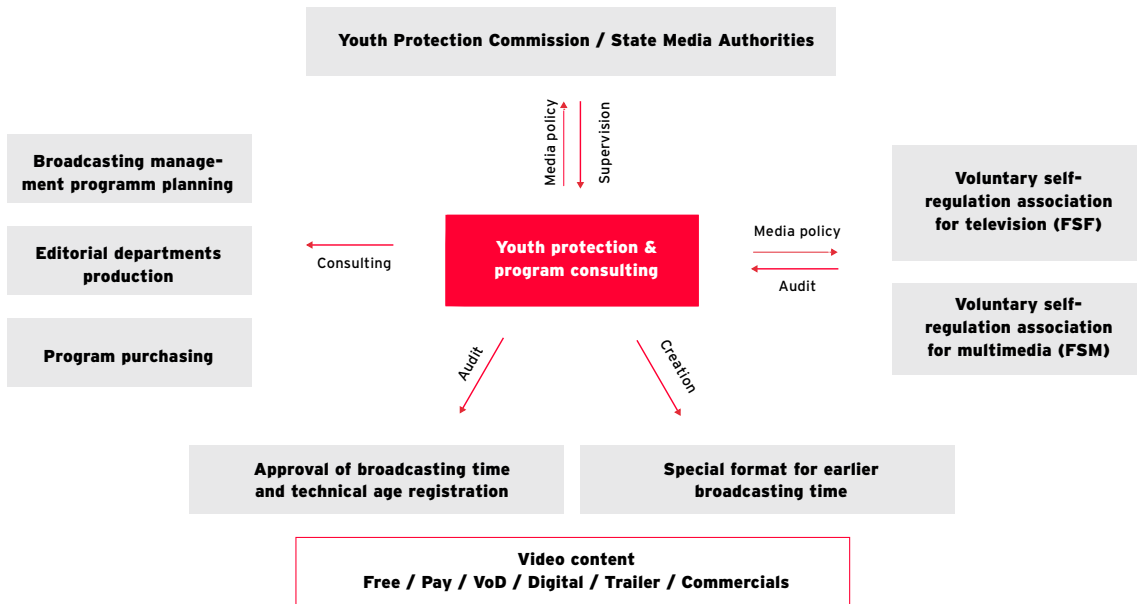 Youth Protection Commission / State Media Authorities
Media policy
Supervision
Broadcasting manage-
ment programm planning
Editorial departments
production
Program purchasing
Consulting
Youth protection &
program consulting
Media policy
Audit
Voluntary self-
regulation association
for television (FSF)
Voluntary self-
regulation association
for multimedia (FSM)
Audit
Creation
Approval of broadcasting time
and technical age registration
Special format for earlier
broadcasting time
Video content
Free / Pay / VoD / Digital / Trailer / Commercials